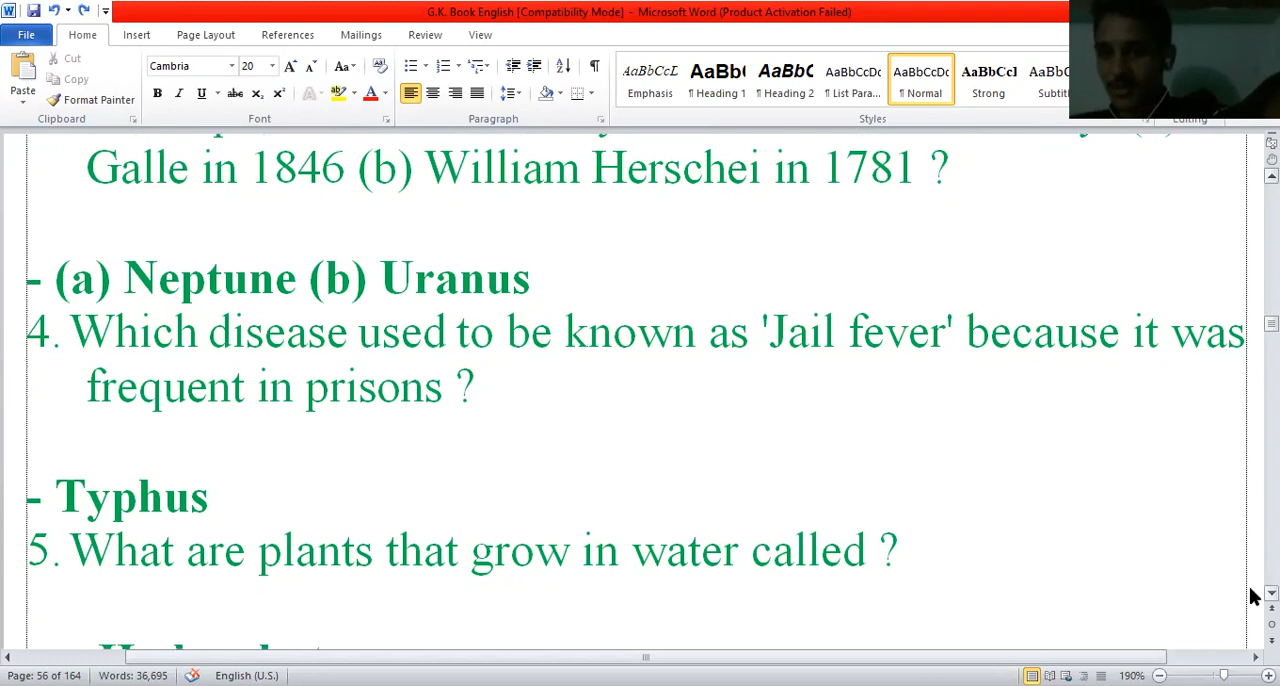 G.K. Book English [Compatibility Mode] - Microsoft Word (Product Activation Failed)
File Home Insert Page Layout References Mailings Review View
Cut
Copy
Format Painter
Paste
Clipboard
Cambria 20
Font
Paragraph
AaBbCcL AaBb( AaBbC AaBbCcDc AaBbCcDc AaBbCcI AaBbC
Emphasis ¶ Heading 1 ¶ Heading 2 ¶ List Para... ¶ Normal Strong Subtitl
Styles
Editing
Galle in 1846 (b) William Herschei in 1781 ?
- (a) Neptune (b) Uranus
4. Which disease used to be known as 'Jail fever' because it was
frequent in prisons ?
- Typhus
5. What are plants that grow in water called ?
Page: 56 of 164 Words: 36,695 English (U.S.) 190%